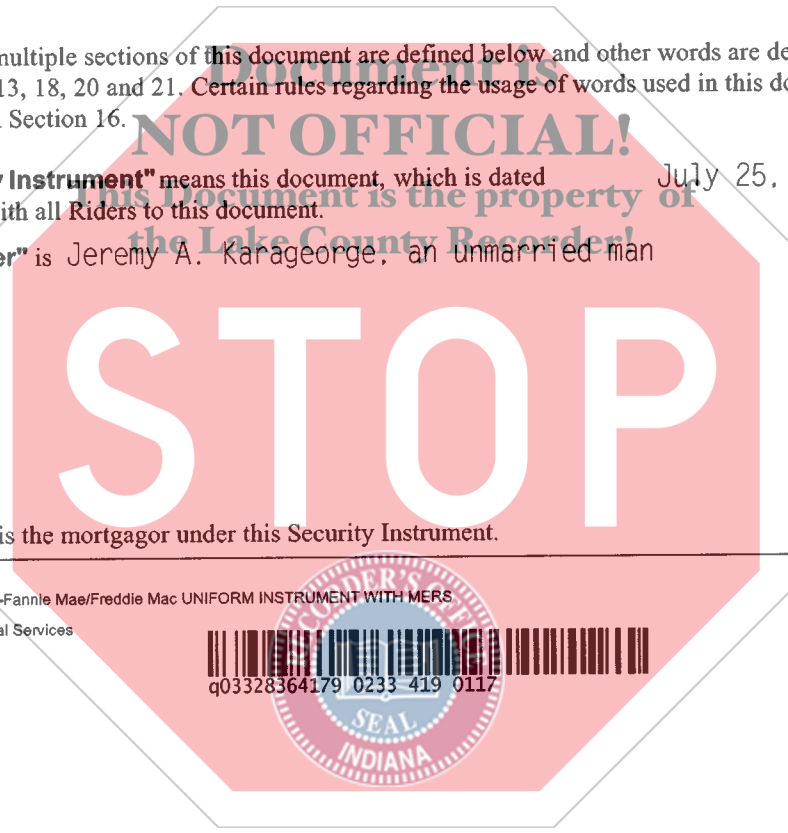 multiple sections of this document are defined below and other words are de
13, 18, 20 and 21. Certain rules regarding the usage of words used in this do
Section 16.
Document is
NOT OFFICIAL!
This Document is the property of
the Lake County Recorder!
y Instrument" means this document, which is dated July 25,
ith all Riders to this document.
er" is Jeremy A. Karageorge, an unmarried man
STOP
is the mortgagor under this Security Instrument.
-Fannie Mae/Freddie Mac UNIFORM INSTRUMENT WITH MERS
al Services
q03328364179 0233 419 0117
RECORDER'S OFFICE
SEAL
INDIANA